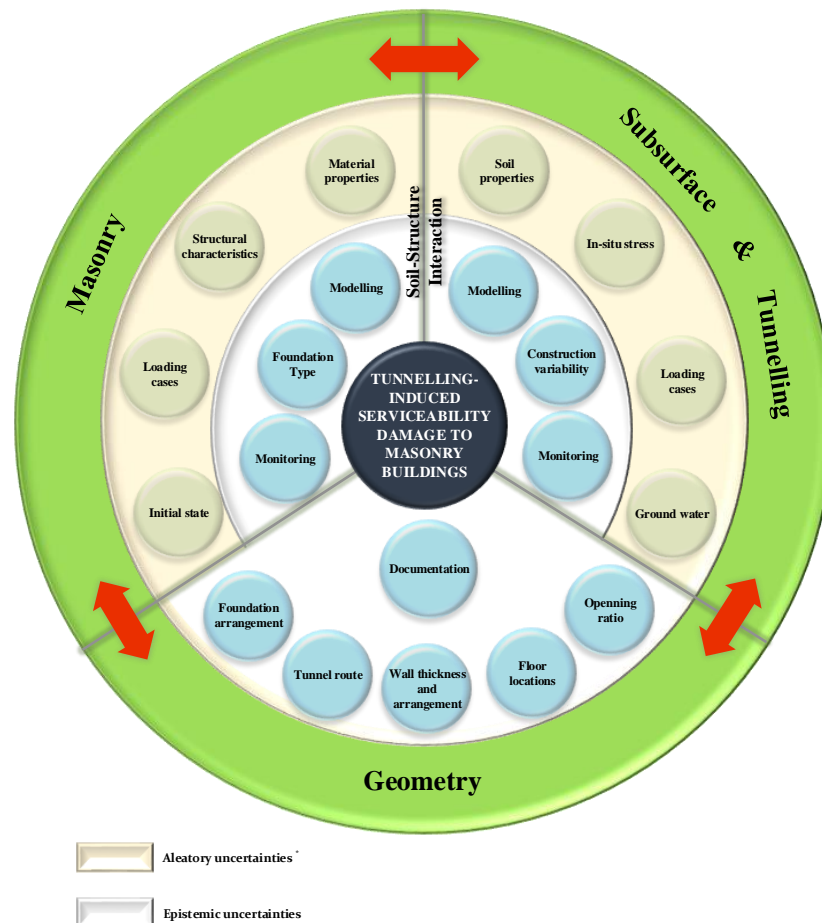 Masonry
Subsurface & Tunnelling
Geometry
Soil-Structure
Interaction
Material
properties
Structural
characteristics
Loading
cases
Initial state
Soil
properties
In-situ stress
Loading
cases
Ground water
Modelling
Foundation
Type
Monitoring
Modelling
Construction
variability
Monitoring
TUNNELLING-
INDUCED
SERVICEABILITY
DAMAGE TO
MASONRY
BUILDINGS
Documentation
Foundation
arrangement
Tunnel route
Wall thickness
and
arrangement
Floor
locations
Openning
ratio
Aleatory uncertainties *
Epistemic uncertainties